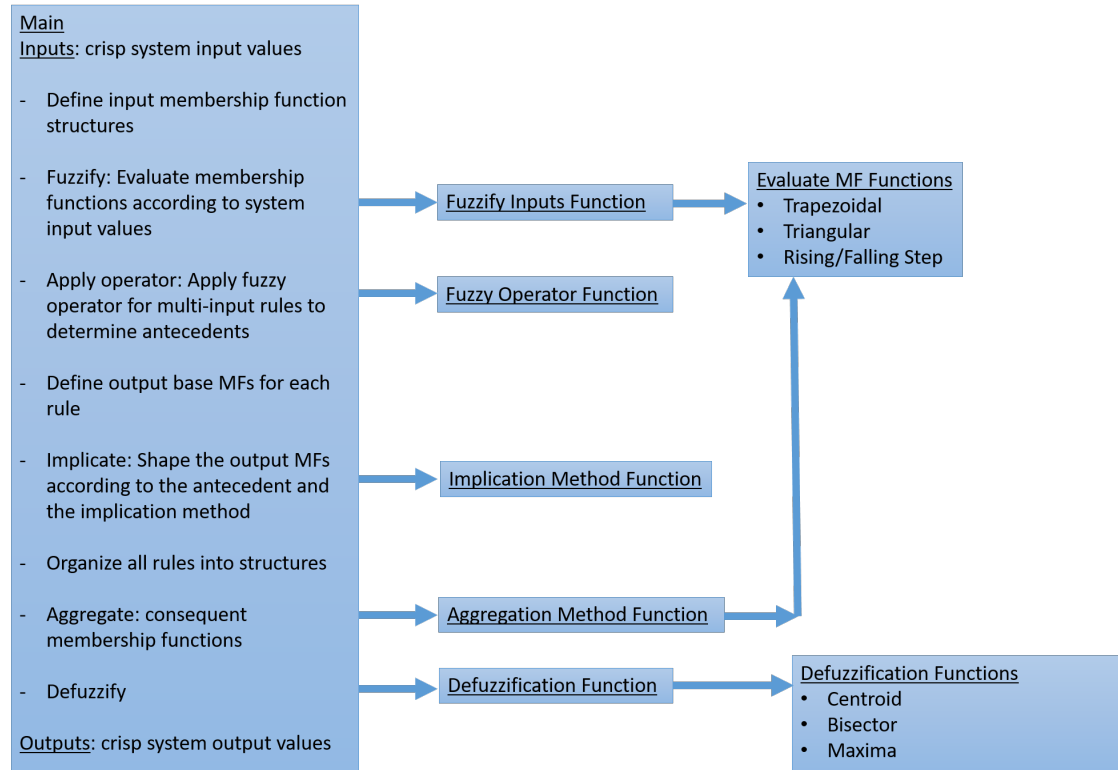 Main
Inputs: crisp system input values
- Define input membership function
structures
- Fuzzify: Evaluate membership
functions according to system
input values
- Apply operator: Apply fuzzy
operator for multi-input rules to
determine antecedents
- Define output base MFs for each
rule
- Implicate: Shape the output MFs
according to the antecedent and
the implication method
- Organize all rules into structures
- Aggregate: consequent
membership functions
- Defuzzify
Outputs: crisp system output values
Fuzzify Inputs Function
Fuzzy Operator Function
Implication Method Function
Aggregation Method Function
Defuzzification Function
Evaluate MF Functions
• Trapezoidal
• Triangular
• Rising/Falling Step
Defuzzification Functions
• Centroid
• Bisector
• Maxima